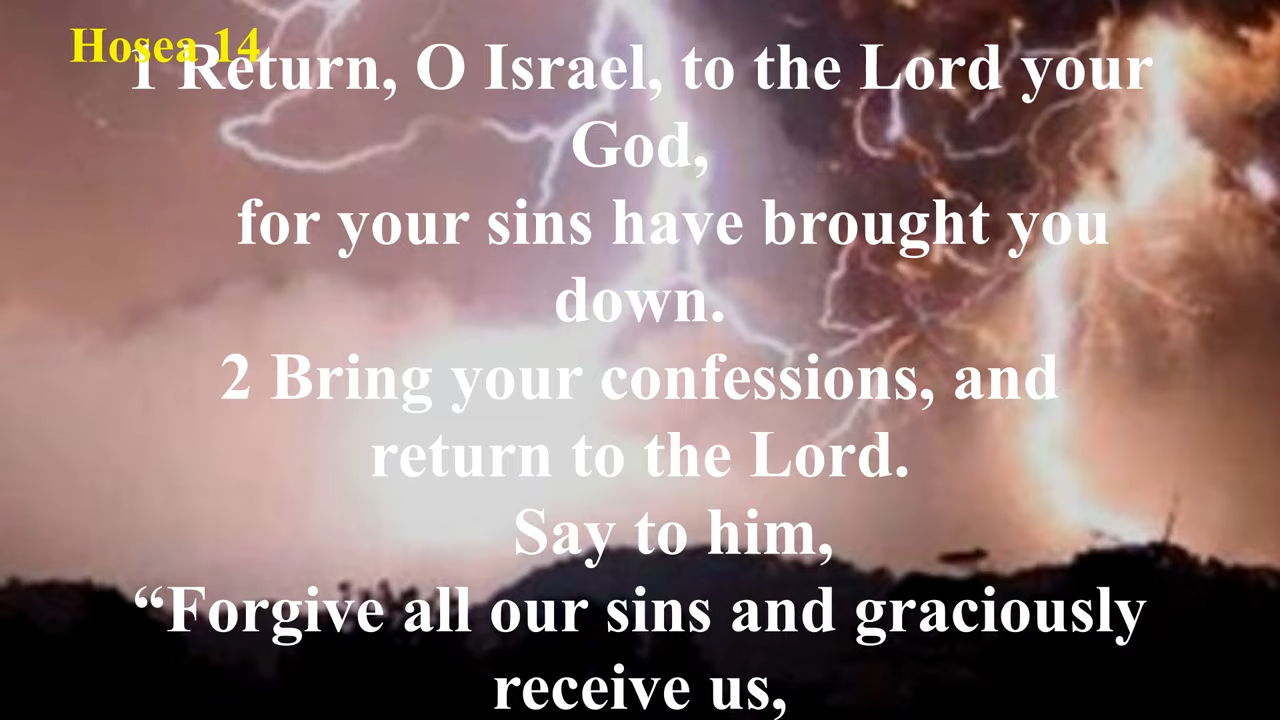 Hosea 14
1 Return, O Israel, to the Lord your
God,
for your sins have brought you
down.
2 Bring your confessions, and
return to the Lord.
Say to him,
“Forgive all our sins and graciously
receive us,